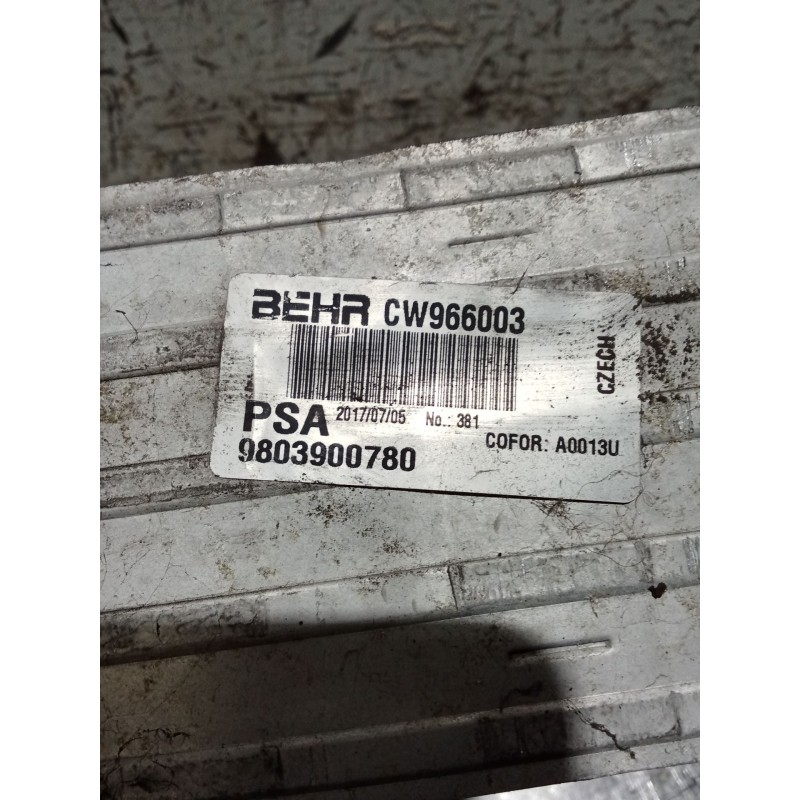 BEHR CW966003
CZECH
PSA 2017/07/05 No.: 381
9803900780 COFOR: A0013U